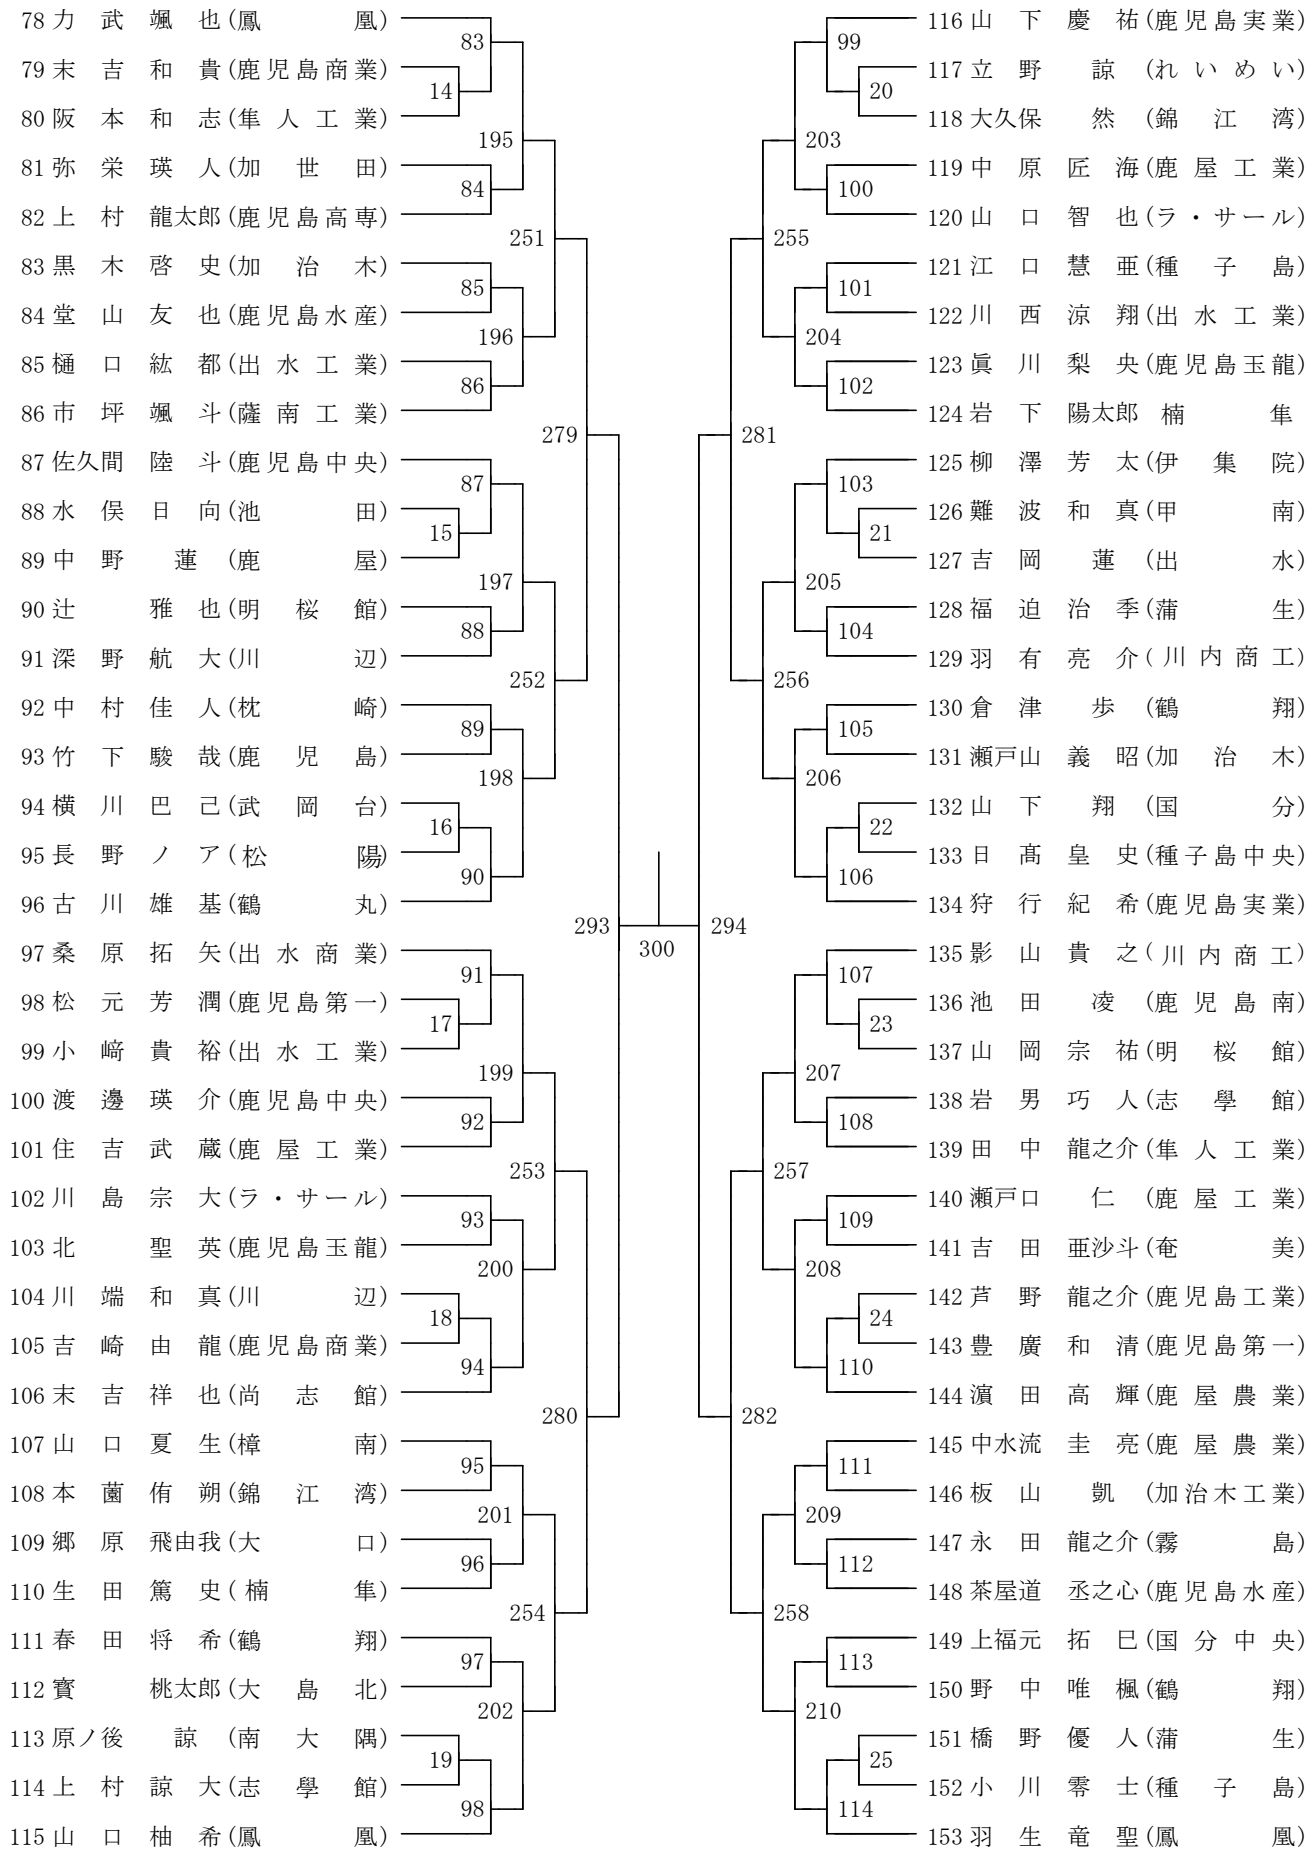 78 力武颯也(鳳凰)
79 末吉和貴(鹿児島商業)
80 阪本和志(隼人工業)
81 弥栄瑛人(加世田)
82 上村龍太郎(鹿児島高専)
83 黒木啓史(加治木)
84 堂山友也(鹿児島水産)
85 樋口紘都(出水工業)
86 市坪颯斗(薩南工業)
87 佐久間陸斗(鹿児島中央)
88 水俣日向(池田)
89 中野蓮(鹿屋)
90 辻雅也(明桜館)
91 深野航大(川辺)
92 中村佳人(枕崎)
93 竹下駿哉(鹿児島)
94 横川巴己(武岡台)
95 長野ノア(松陽)
96 古川雄基(鶴丸)
97 桑原拓矢(出水商業)
98 松元芳潤(鹿児島第一)
99 小﨑貴裕(出水工業)
100 渡邊瑛介(鹿児島中央)
101 住吉武蔵(鹿屋工業)
102 川島宗大(ラ・サール)
103 北聖英(鹿児島玉龍)
104 川端和真(川辺)
105 吉崎由龍(鹿児島商業)
106 末吉祥也(尚志館)
107 山口夏生(樟南)
108 本薗侑朔(錦江湾)
109 郷原飛由我(大口)
110 生田篤史(楠隼)
111 春田将希(鶴翔)
112 寳桃太郎(大島北)
113 原ノ後諒(南大隅)
114 上村諒大(志學館)
115 山口柚希(鳳凰)
83
14
195
84
251
85
196
86
279
87
15
197
88
252
89
198
16
90
293
91
17
199
92
253
93
200
18
94
280
95
201
96
254
97
202
19
98
300
99
20
203
100
255
101
204
102
281
103
21
205
104
256
105
206
22
106
294
107
23
207
108
257
109
208
24
110
282
111
209
112
258
113
210
25
114
116 山下慶祐(鹿児島実業)
117 立野諒(れいめい)
118 大久保然(錦江湾)
119 中原匠海(鹿屋工業)
120 山口智也(ラ・サール)
121 江口慧亜(種子島)
122 川西涼翔(出水工業)
123 眞川梨央(鹿児島玉龍)
124 岩下陽太郎 楠隼
125 柳澤芳太(伊集院)
126 難波和真(甲南)
127 吉岡蓮(出水)
128 福迫治季(蒲生)
129 羽有亮介(川内商工)
130 倉津歩(鶴翔)
131 瀬戸山義昭(加治木)
132 山下翔(国分)
133 日髙皇史(種子島中央)
134 狩行紀希(鹿児島実業)
135 影山貴之(川内商工)
136 池田凌(鹿児島南)
137 山岡宗祐(明桜館)
138 岩男巧人(志學館)
139 田中龍之介(隼人工業)
140 瀬戸口仁(鹿屋工業)
141 吉田亜沙斗(奄美)
142 芦野龍之介(鹿児島工業)
143 豊廣和清(鹿児島第一)
144 濵田高輝(鹿屋農業)
145 中水流圭亮(鹿屋農業)
146 板山凱(加治木工業)
147 永田龍之介(霧島)
148 茶屋道丞之心(鹿児島水産)
149 上福元拓巳(国分中央)
150 野中唯楓(鶴翔)
151 橋野優人(蒲生)
152 小川零士(種子島)
153 羽生竜聖(鳳凰)